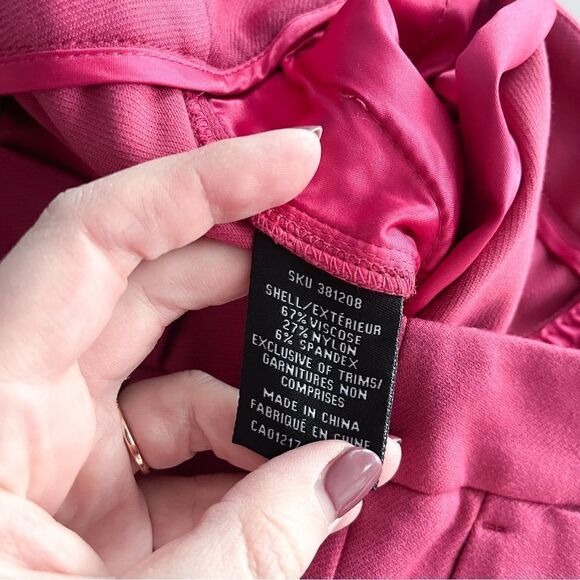 SKU 381208
SHELL/EXTÉRIEUR
67% VISCOSE
27% NYLON
6% SPANDEX
EXCLUSIVE OF TRIMS/
GARNITURES NON
COMPRISES
MADE IN CHINA
FABRIQUÉ EN CHINE
CA01217